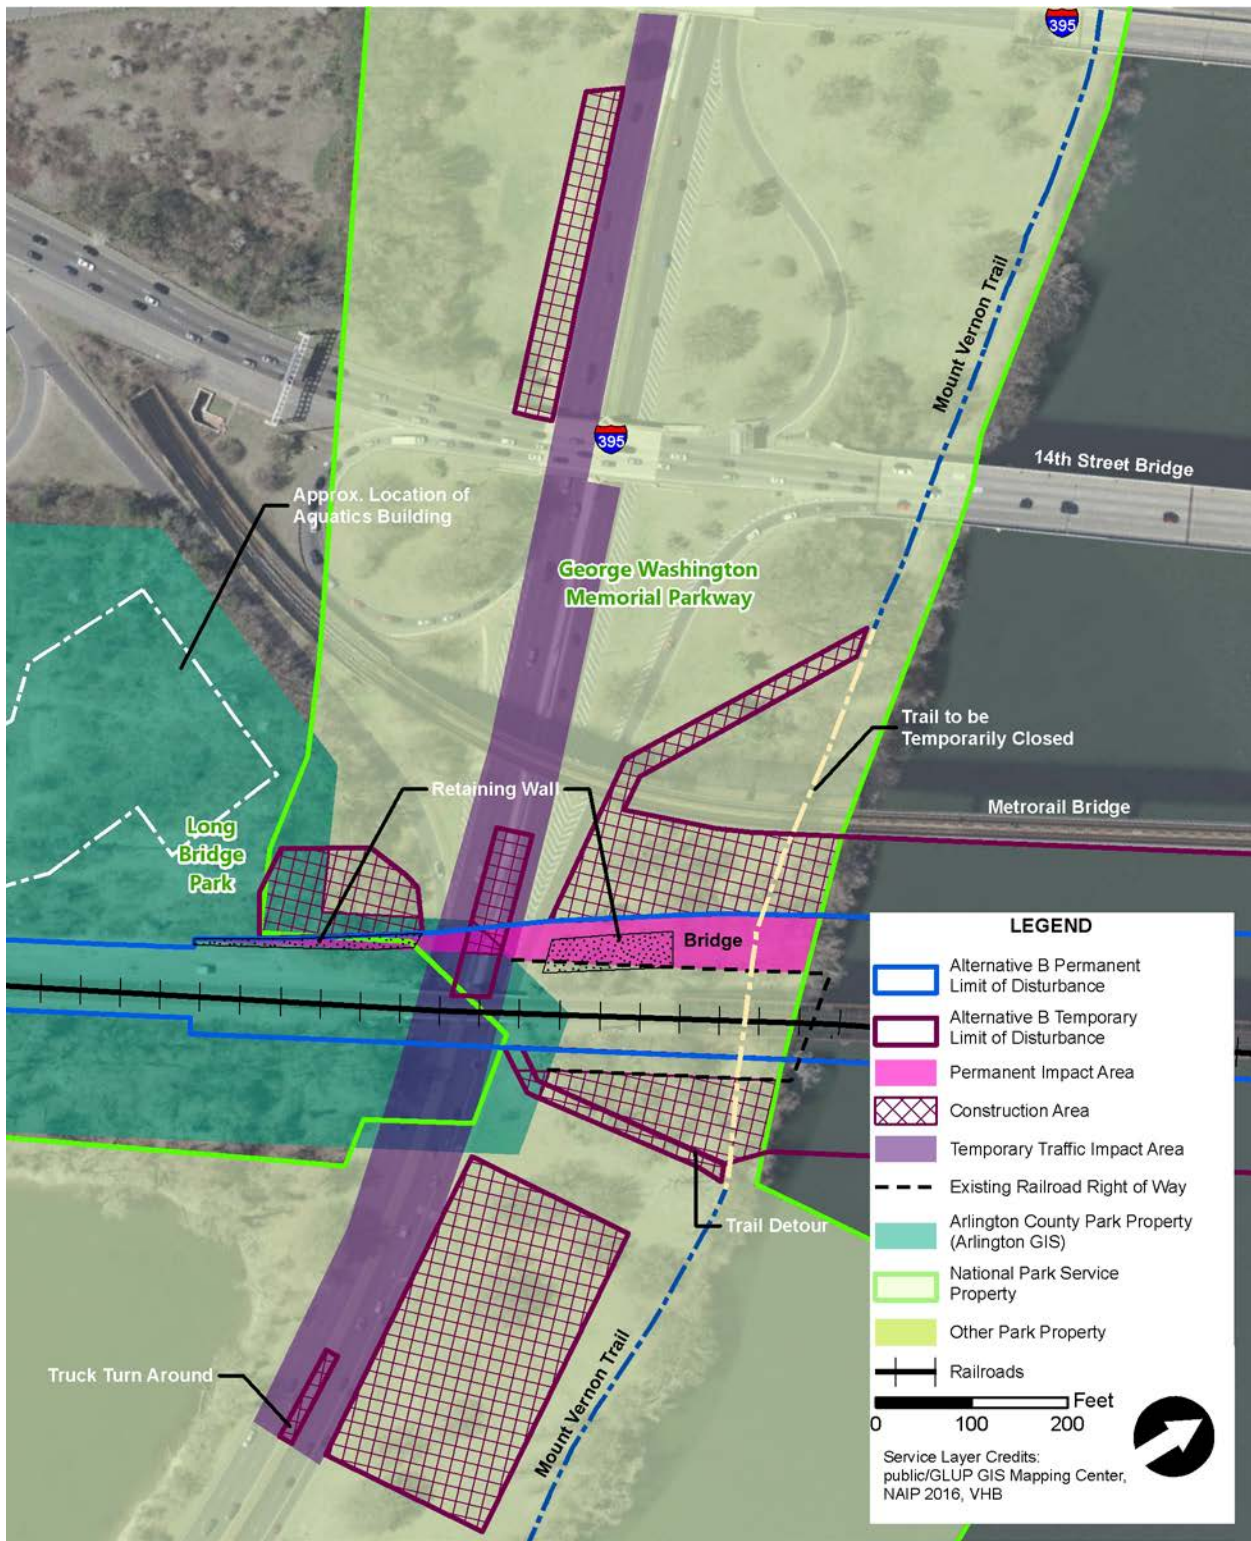 395
Mount Vernon Trail
395
14th Street Bridge
Approx. Location of
Aquatics Building
George Washington
Memorial Parkway
Trail to be
Temporarily Closed
Retaining Wall
Metrorail Bridge
Long
Bridge
Park
Bridge
Trail Detour
Truck Turn Around
Mount Vernon Trail
LEGEND
Alternative B Permanent
Limit of Disturbance
Alternative B Temporary
Limit of Disturbance
Permanent Impact Area
Construction Area
Temporary Traffic Impact Area
Existing Railroad Right of Way
Arlington County Park Property
(Arlington GIS)
National Park Service
Property
Other Park Property
Railroads
Feet
0 100 200
Service Layer Credits:
public/GLUP GIS Mapping Center,
NAIP 2016, VHB